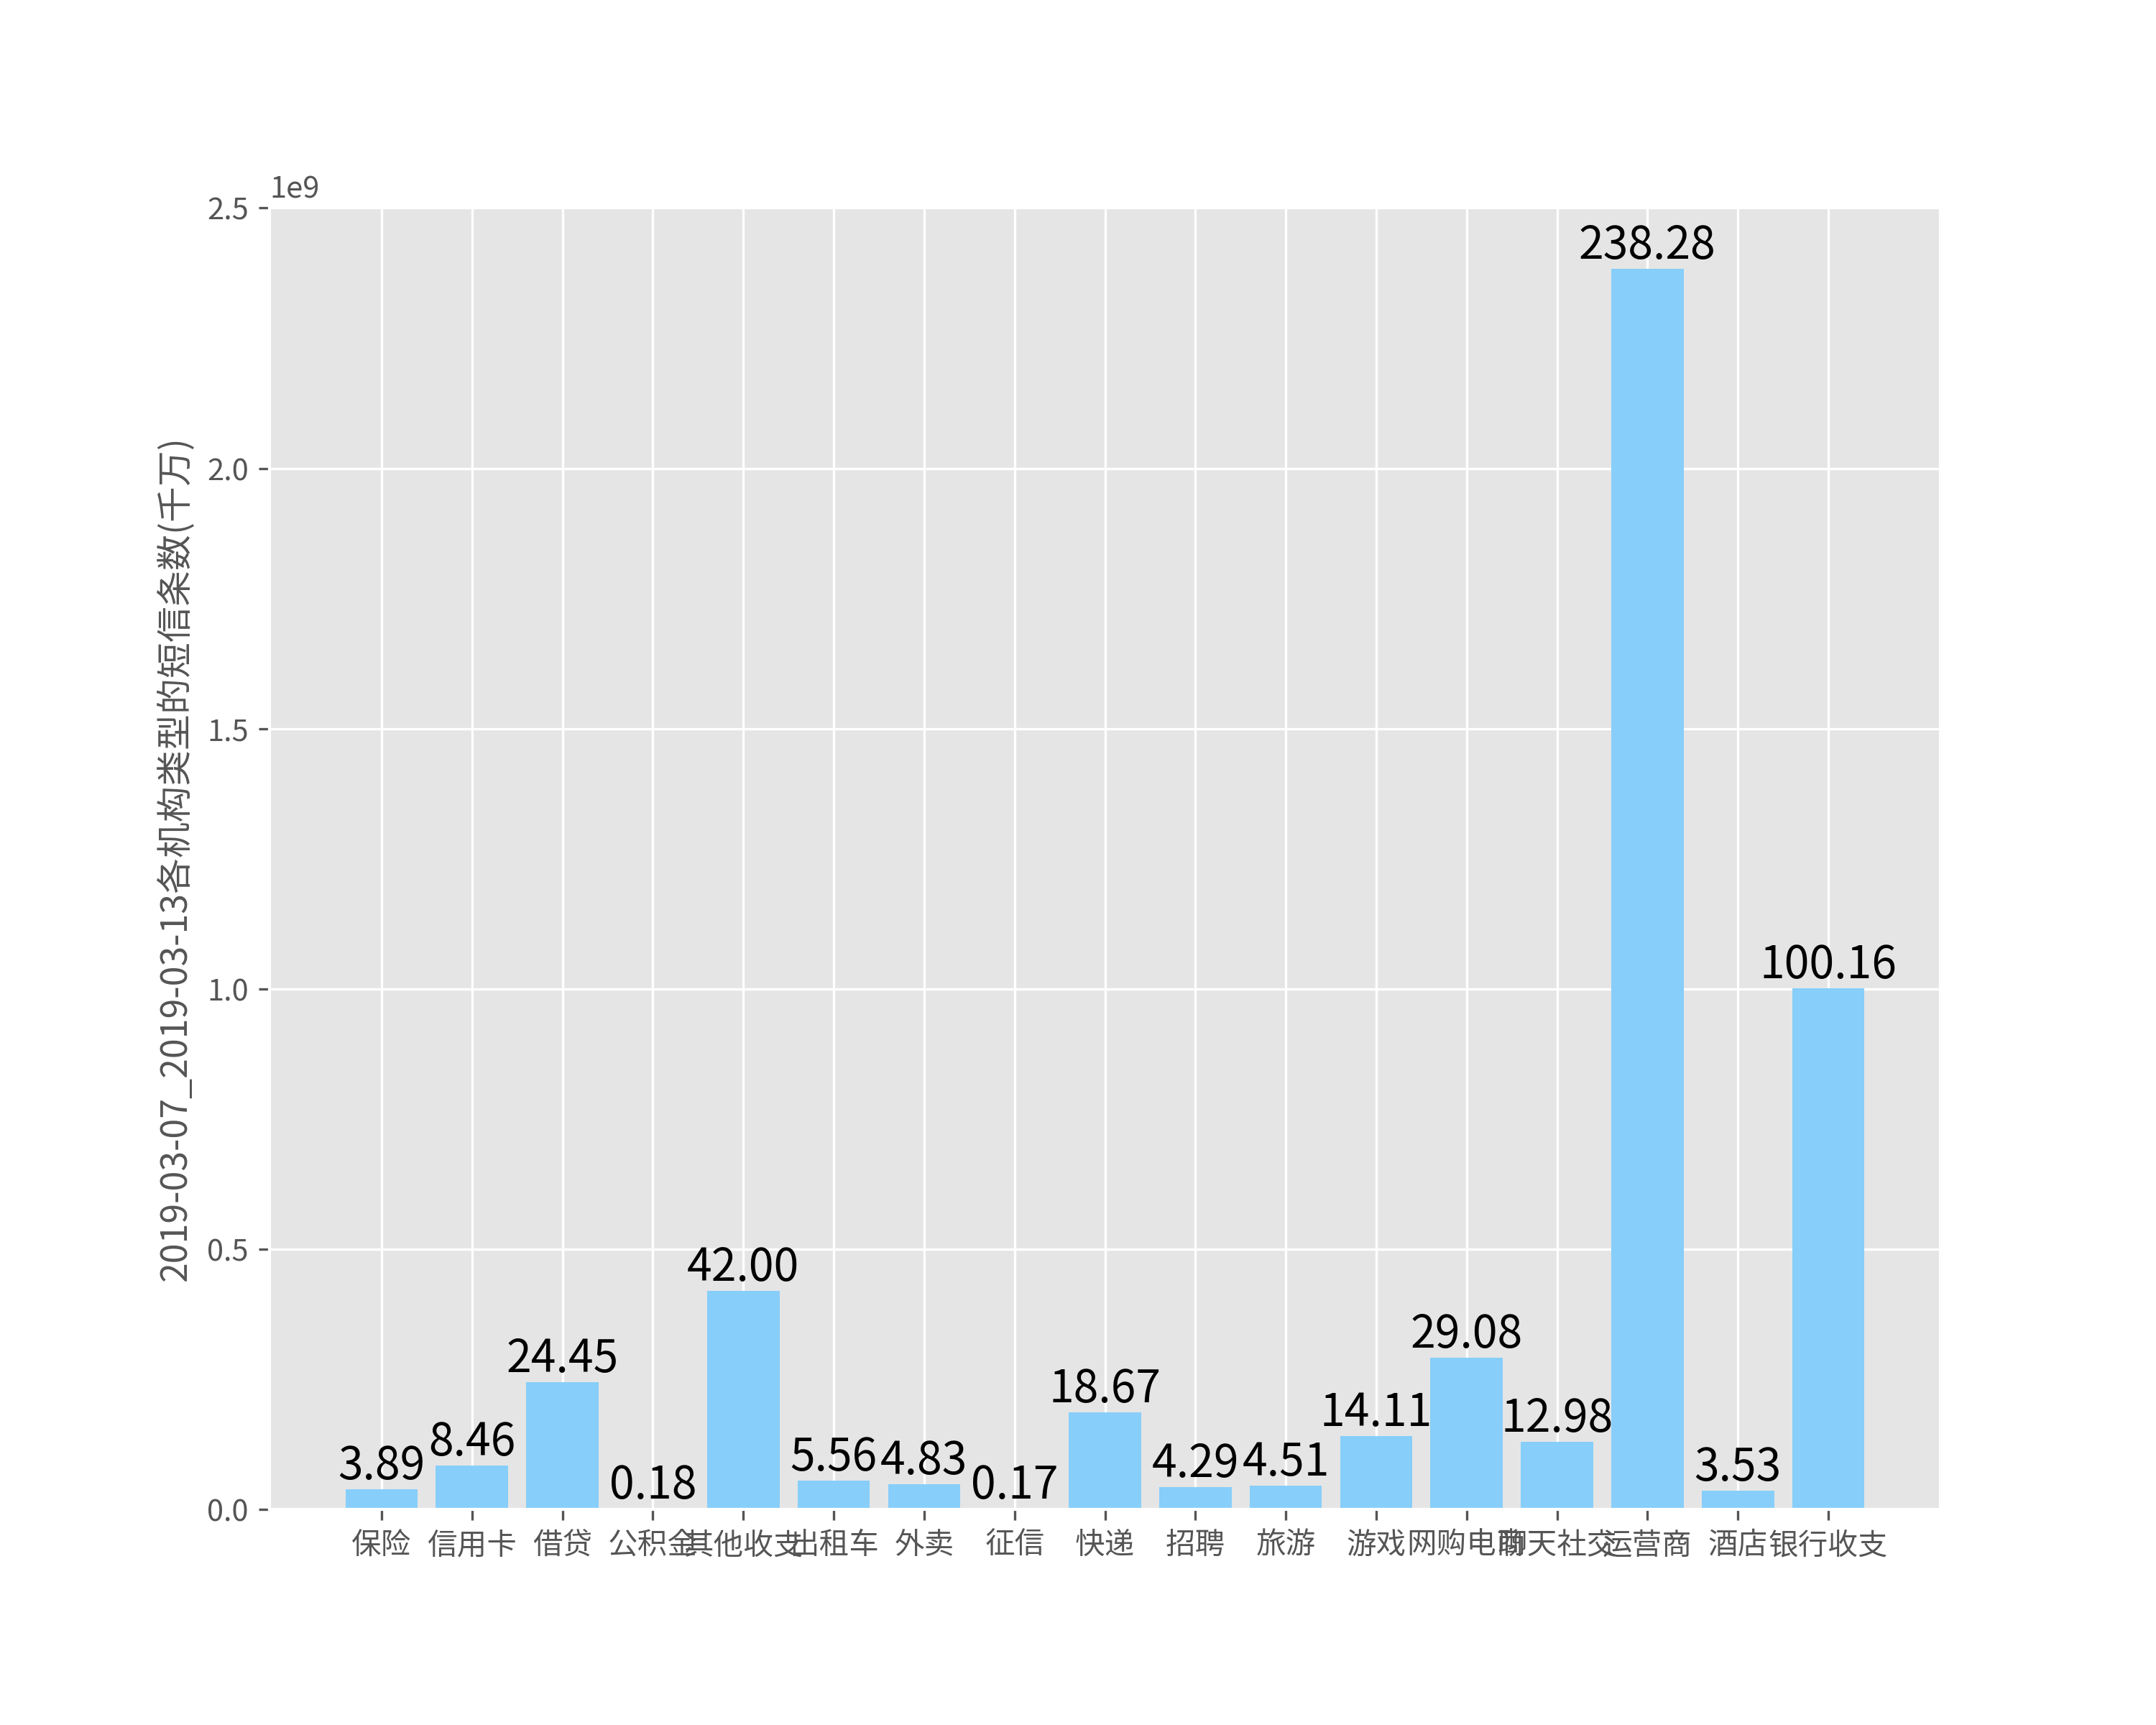 1e9
2.5
2.0
1.5
1.0
0.5
0.0
2019-03-07_2019-03-13各机构类型的短信条数(千万)
3.89
8.46
24.45
0.18
42.00
5.56
4.83
0.17
18.67
4.29
4.51
14.11
29.08
12.98
238.28
3.53
100.16
保险
信用卡
借贷
公积金
其他收支
出租车
外卖
征信
快递
招聘
旅游
游戏
网购电商
聊天社交
运营商
酒店
银行收支